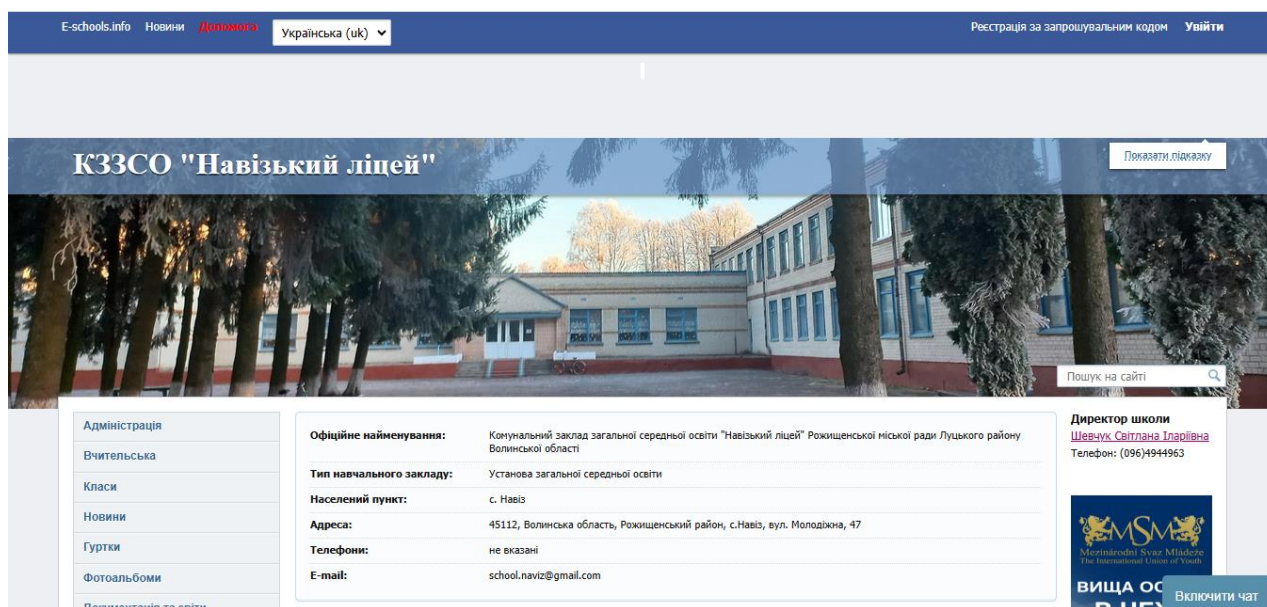 E-schools.info Новини Допомога Українська (uk) Реєстрація за запрошувальним кодом Увійти
КЗЗСО "Навізький ліцей"
Показати підказку
Пошук на сайті
Адміністрація
Вчительська
Класи
Новини
Гуртки
Фотоальбоми
Документація та звіти
Офіційне найменування: Комунальний заклад загальної середньої освіти "Навізький ліцей" Рожищенської міської ради Луцького району
Волинської області
Тип навчального закладу: Установа загальної середньої освіти
Населений пункт: с. Навіз
Адреса: 45112, Волинська область, Рожищенський район, с.Навіз, вул. Молодіжна, 47
Телефони: не вказані
E-mail: school.naviz@gmail.com
Директор школи
Шевчук Світлана Іларіївна
Телефон: (096)4944963
MSM
Mezinárodní Svaz Mládeže
The International Union of Youth
ВИЩА ОС
Включити чат